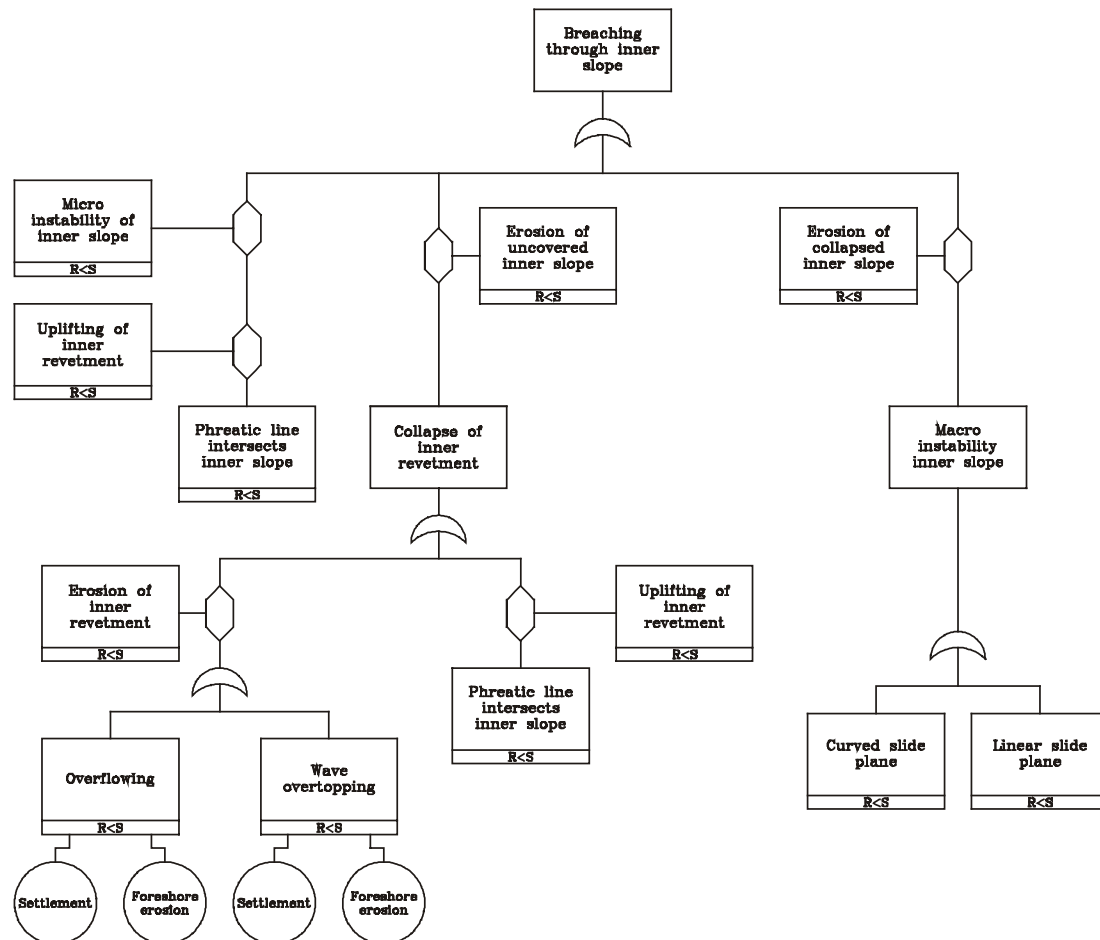 Breaching
through inner
slope
Micro
instability of
inner slope
R<S
Erosion of
uncovered
inner slope
R<S
Erosion of
collapsed
inner slope
R<S
Uplifting of
inner
revetment
R<S
Phreatic line
intersects
inner slope
R<S
Collapse of
inner
revetment
Macro
instability
inner slope
Erosion of
inner
revetment
R<S
Uplifting of
inner
revetment
R<S
Phreatic line
intersects
inner slope
R<S
Overflowing
R<S
Wave
overtopping
R<S
Curved slide
plane
R<S
Linear slide
plane
R<S
Settlement
Foreshore
erosion
Settlement
Foreshore
erosion